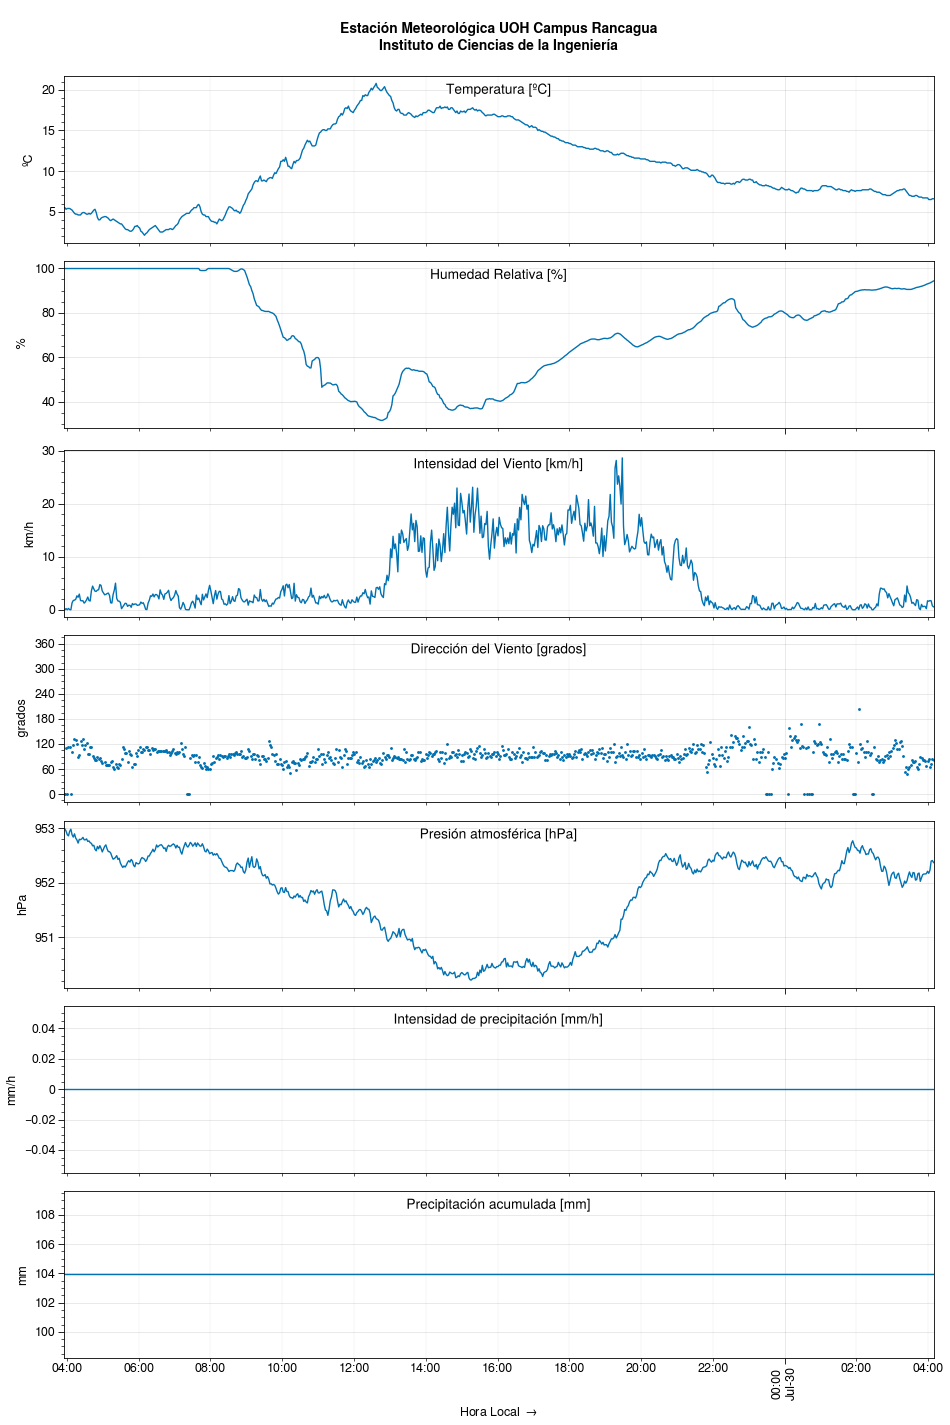 Estación Meteorológica UOH Campus Rancagua
Instituto de Ciencias de la Ingeniería
Temperatura [ºC]
ºC
20
15
10
5
Humedad Relativa [%]
%
100
80
60
40
Intensidad del Viento [km/h]
km/h
30
20
10
0
Dirección del Viento [grados]
grados
360
300
240
180
120
60
0
Presión atmosférica [hPa]
hPa
953
952
951
Intensidad de precipitación [mm/h]
mm/h
0.04
0.02
0
−0.02
−0.04
Precipitación acumulada [mm]
mm
108
106
104
102
100
04:00 06:00 08:00 10:00 12:00 14:00 16:00 18:00 20:00 22:00 00:00 02:00 04:00
Jul-30
Hora Local →